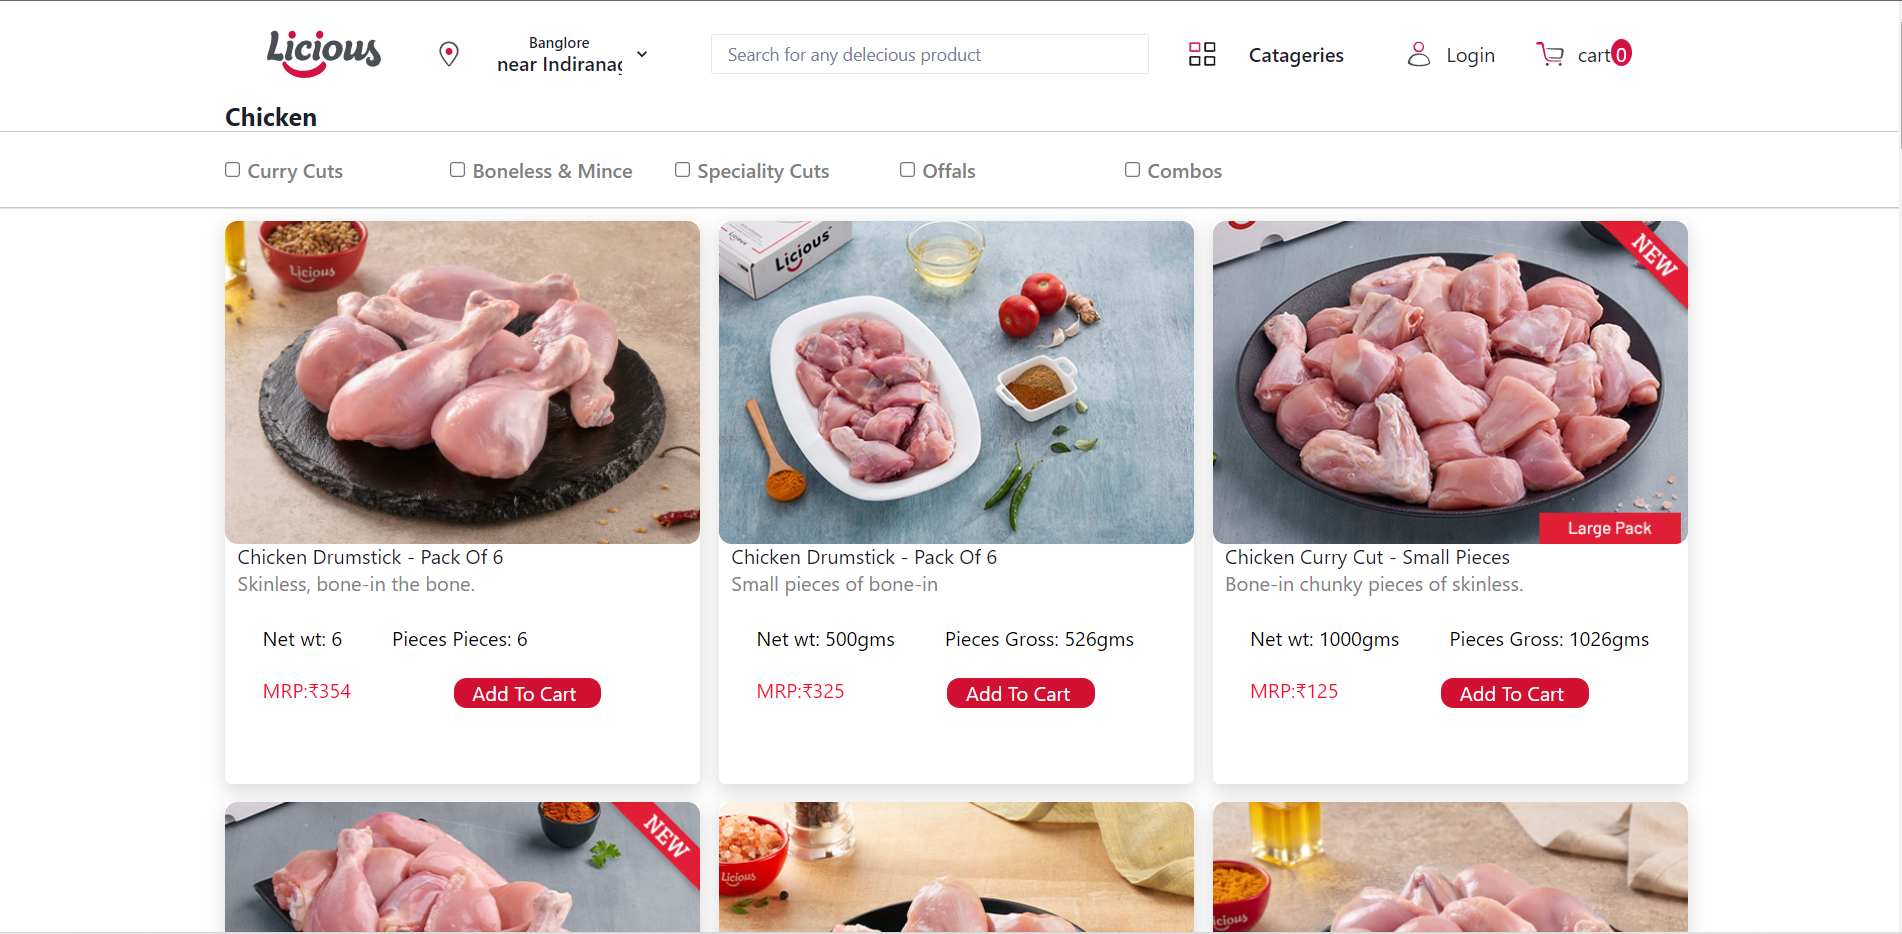 Licious
Banglore
near Indiranag
Search for any delecious product
Catageries
Login
cart 0
Chicken
Curry Cuts
Boneless & Mince
Speciality Cuts
Offals
Combos
Licious
Licious
Licious
NEW
Large Pack
Chicken Drumstick - Pack Of 6
Skinless, bone-in the bone.
Net wt: 6 Pieces Pieces: 6
MRP:₹354 Add To Cart
Chicken Drumstick - Pack Of 6
Small pieces of bone-in
Net wt: 500gms Pieces Gross: 526gms
MRP:₹325 Add To Cart
Chicken Curry Cut - Small Pieces
Bone-in chunky pieces of skinless.
Net wt: 1000gms Pieces Gross: 1026gms
MRP:₹125 Add To Cart
NEW
Licious
icious